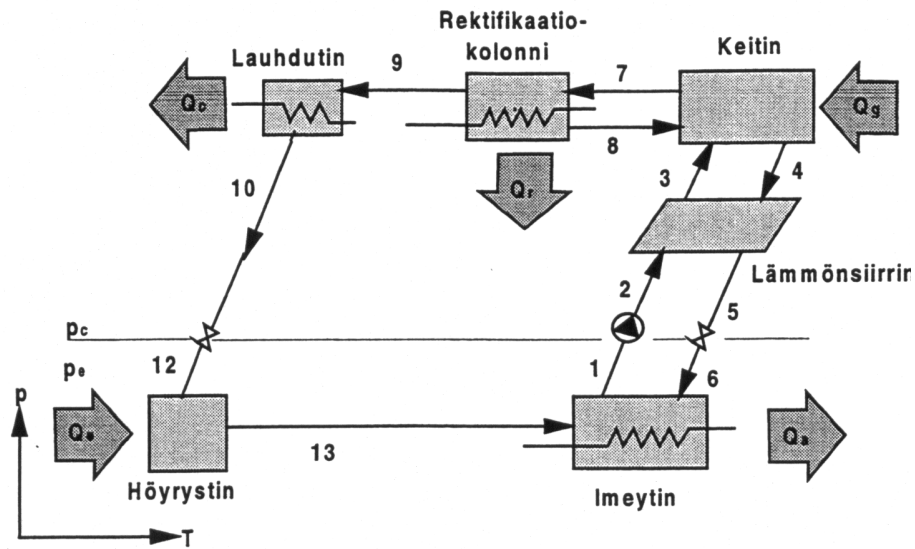 Rektifikaatio-
kolonni
Lauhdutin
Keitin
9
7
Qc
Qg
8
10
3
4
Qr
Lämmönsiirrin
2
5
pc
12
1
6
pe
p
Qe
13
Qa
Höyrystin
Imeytin
T